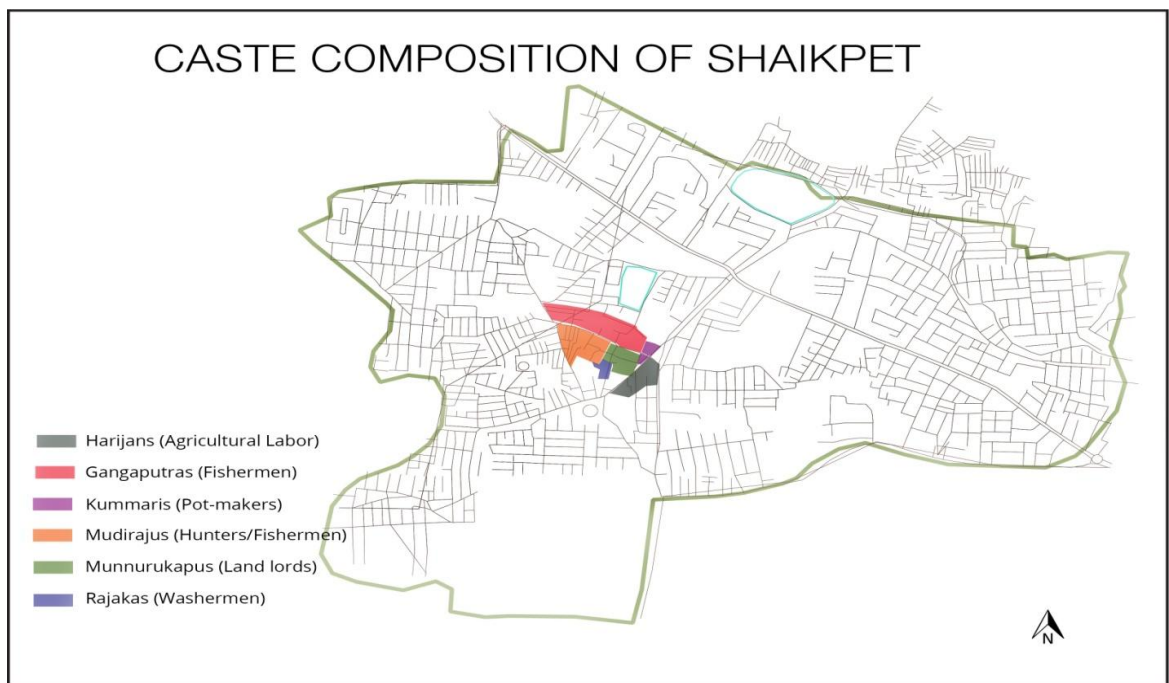 CASTE COMPOSITION OF SHAIKPET
Harijans (Agricultural Labor)
Gangaputras (Fishermen)
Kummaris (Pot-makers)
Mudirajus (Hunters/Fishermen)
Munnurukapus (Land lords)
Rajakas (Washermen)
N